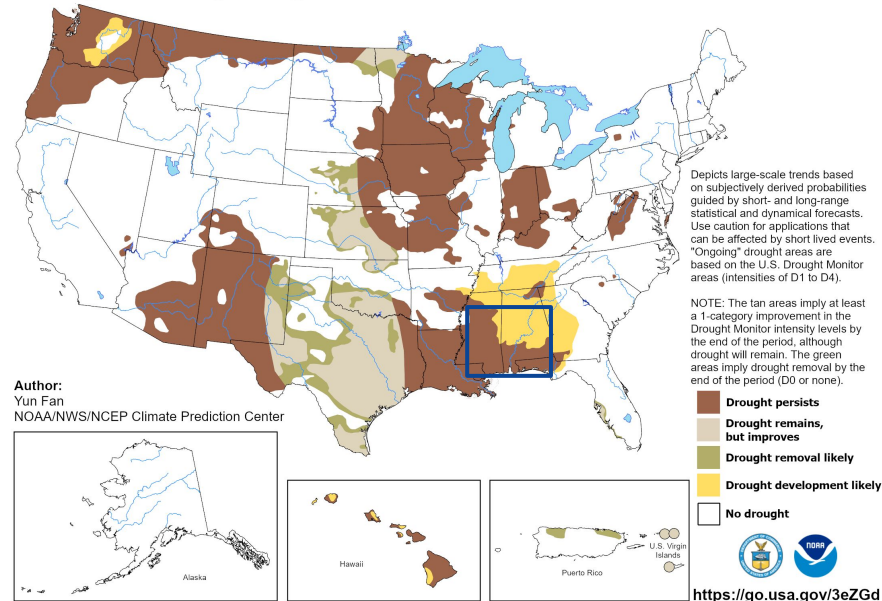 Depicts large-scale trends based
on subjectively derived probabilities
guided by short- and long-range
statistical and dynamical forecasts.
Use caution for applications that
can be affected by short lived events.
"Ongoing" drought areas are
based on the U.S. Drought Monitor
areas (intensities of D1 to D4).
NOTE: The tan areas imply at least
a 1-category improvement in the
Drought Monitor intensity levels by
the end of the period, although
drought will remain. The green
areas imply drought removal by the
end of the period (D0 or none).
Author:
Yun Fan
NOAA/NWS/NCEP Climate Prediction Center
Drought persists
Drought remains,
but improves
Drought removal likely
Drought development likely
No drought
Alaska
Hawaii
Puerto Rico
U.S. Virgin
Islands
NOAA
https://go.usa.gov/3eZGd